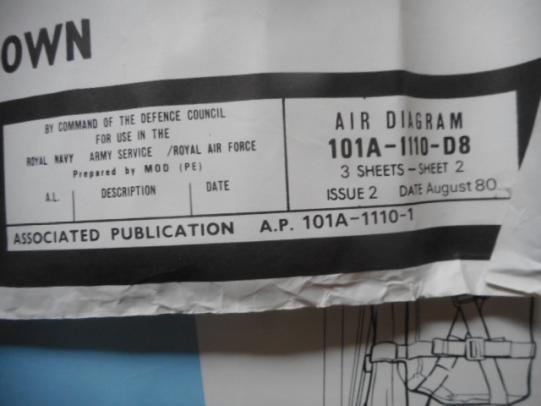 OWN
BY COMMAND OF THE DEFENCE COUNCIL
FOR USE IN THE
ROYAL NAVY ARMY SERVICE / ROYAL AIR FORCE
Prepared by MOD (PE)
A.L. DESCRIPTION DATE
AIR DIAGRAM
101A-1110-D8
3 SHEETS - SHEET 2
ISSUE 2 DATE August 80
ASSOCIATED PUBLICATION A.P. 101A-1110-1